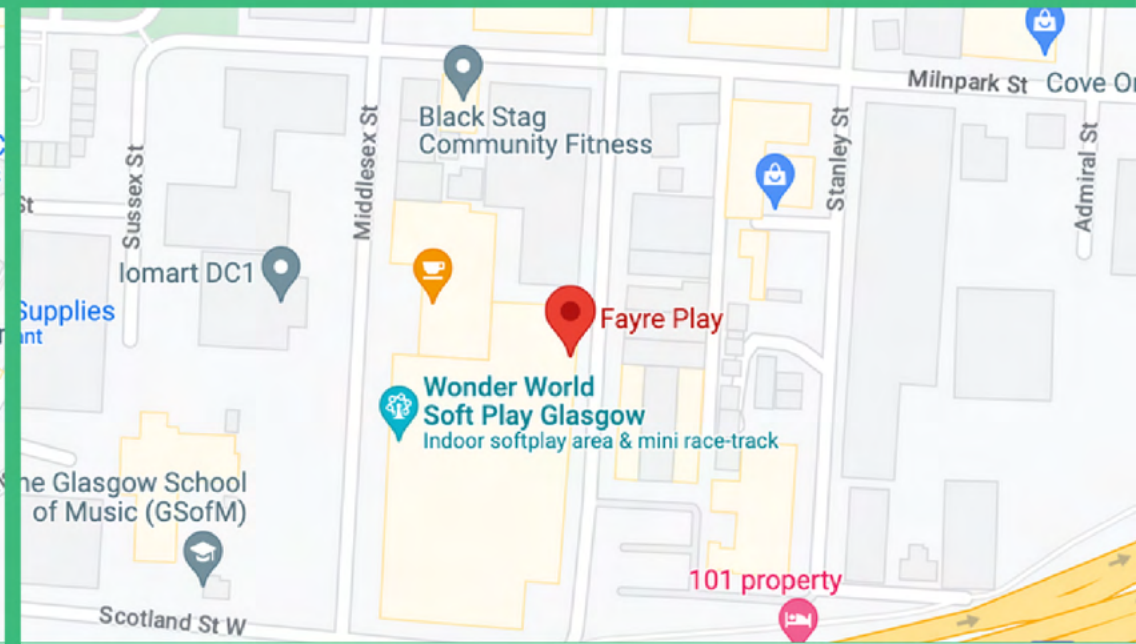 Milnpark St
Cove Or
Black Stag
Community Fitness
Middlesex St
Stanley St
Admiral St
Sussex St
St
Iomart DC1
Supplies
ant
Fayre Play
Wonder World
Soft Play Glasgow
Indoor softplay area & mini race-track
he Glasgow School
of Music (GSofM)
101 property
Scotland St W